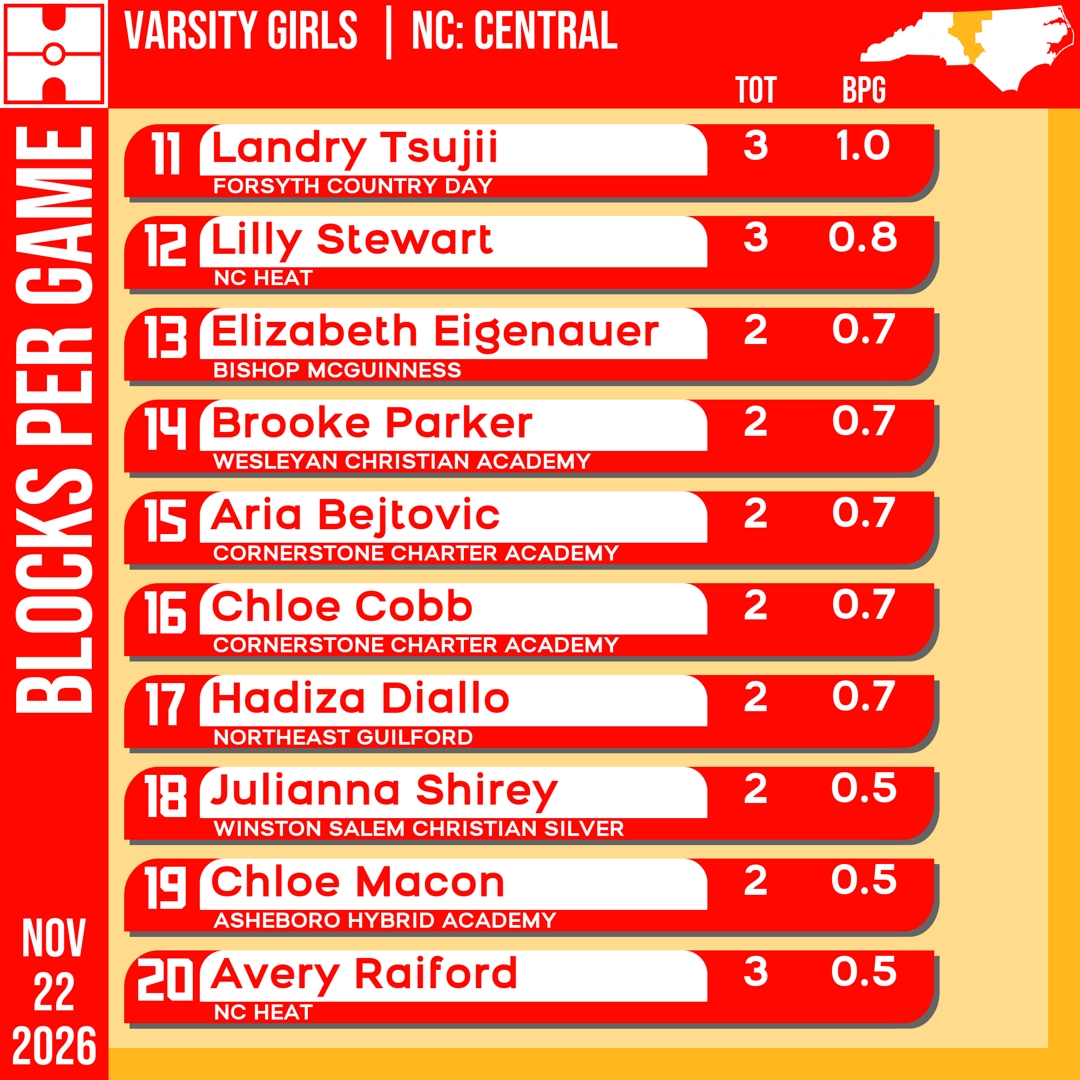 VARSITY GIRLS | NC: CENTRAL
TOT BPG
BLOCKS PER GAME
11 Landry Tsujii 3 1.0
FORSYTH COUNTRY DAY
12 Lilly Stewart 3 0.8
NC HEAT
13 Elizabeth Eigenauer 2 0.7
BISHOP MCGUINNESS
14 Brooke Parker 2 0.7
WESLEYAN CHRISTIAN ACADEMY
15 Aria Bejtovic 2 0.7
CORNERSTONE CHARTER ACADEMY
16 Chloe Cobb 2 0.7
CORNERSTONE CHARTER ACADEMY
17 Hadiza Diallo 2 0.7
NORTHEAST GUILFORD
18 Julianna Shirey 2 0.5
WINSTON SALEM CHRISTIAN SILVER
19 Chloe Macon 2 0.5
ASHEBORO HYBRID ACADEMY
20 Avery Raiford 3 0.5
NC HEAT
NOV
22
2026